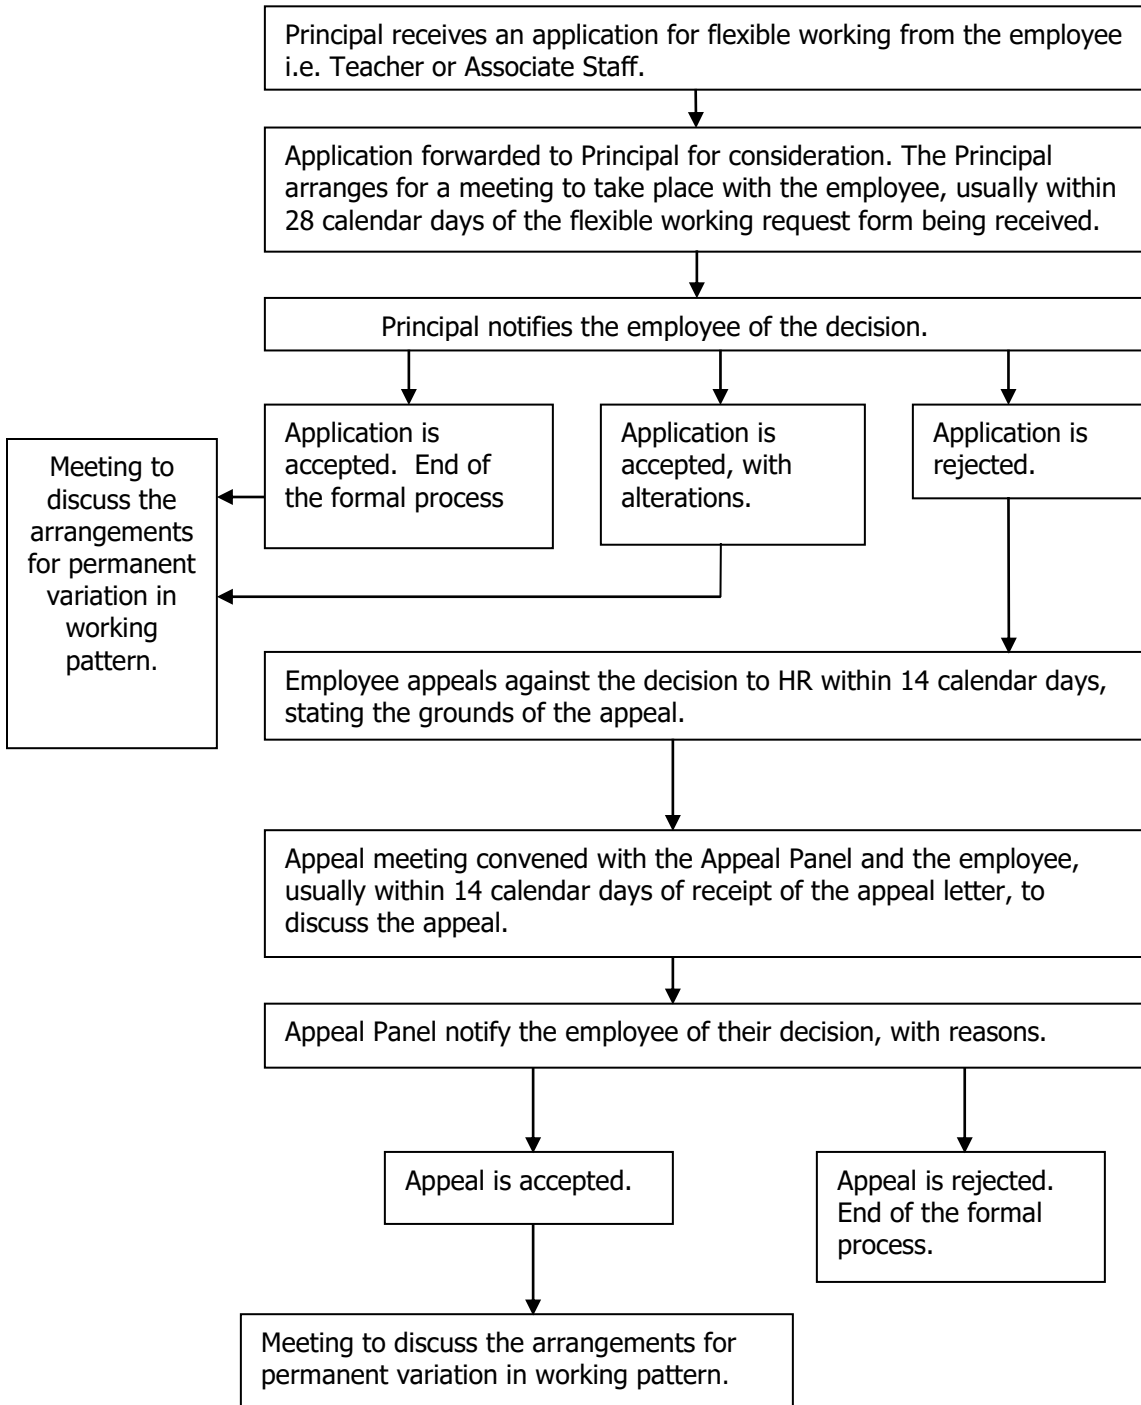 Principal receives an application for flexible working from the employee
i.e. Teacher or Associate Staff.
Application forwarded to Principal for consideration. The Principal
arranges for a meeting to take place with the employee, usually within
28 calendar days of the flexible working request form being received.
Principal notifies the employee of the decision.
Application is
accepted.  End of
the formal process
Application is
accepted, with
alterations.
Application is
rejected.
Meeting to
discuss the
arrangements
for permanent
variation in
working
pattern.
Employee appeals against the decision to HR within 14 calendar days,
stating the grounds of the appeal.
Appeal meeting convened with the Appeal Panel and the employee,
usually within 14 calendar days of receipt of the appeal letter, to
discuss the appeal.
Appeal Panel notify the employee of their decision, with reasons.
Appeal is accepted.
Appeal is rejected.
End of the formal
process.
Meeting to discuss the arrangements for
permanent variation in working pattern.